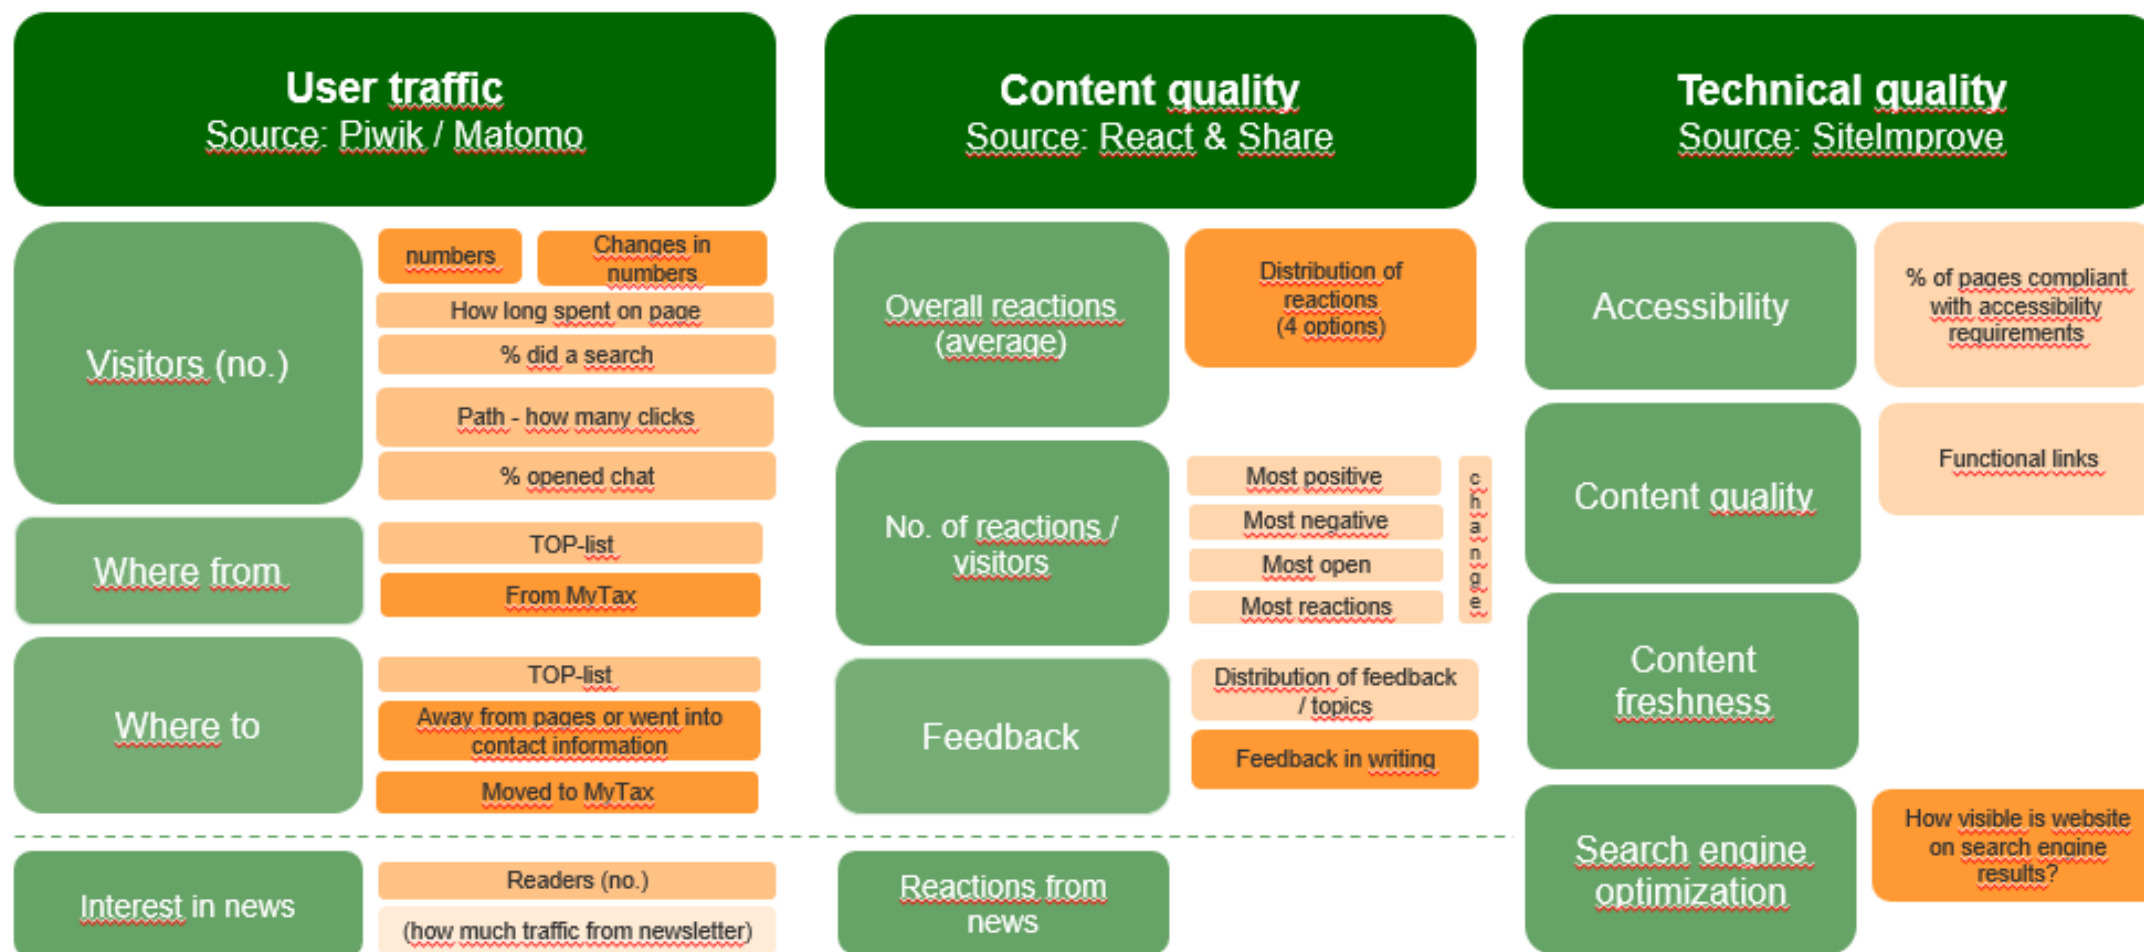 User traffic
Source: Piwik / Matomo
Visitors (no.)
numbers
Changes in
numbers
How long spent on page
% did a search
Path - how many clicks
% opened chat
Where from
TOP-list
From MyTax
Where to
TOP-list
Away from pages or went into
contact information
Moved to MyTax
Interest in news
Readers (no.)
(how much traffic from newsletter)
Content quality
Source: React & Share
Overall reactions
(average)
Distribution of
reactions
(4 options)
No. of reactions /
visitors
Most positive
Most negative
Most open
Most reactions
change
Feedback
Distribution of feedback
/ topics
Feedback in writing
Reactions from
news
Technical quality
Source: SiteImprove
Accessibility
% of pages compliant
with accessibility
requirements
Content quality
Functional links
Content
freshness
Search engine
optimization
How visible is website
on search engine
results?